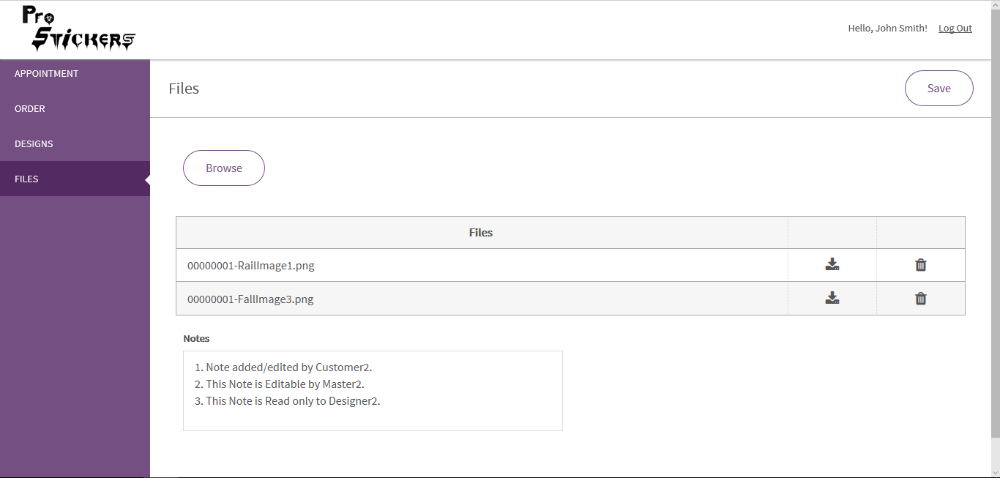 Pro
Stickers
Hello, John Smith! Log Out
APPOINTMENT
ORDER
DESIGNS
FILES
Files
Save
Browse
Files
00000001-RailImage1.png
00000001-FallImage3.png
Notes
1. Note added/edited by Customer2.
2. This Note is Editable by Master2.
3. This Note is Read only to Designer2.